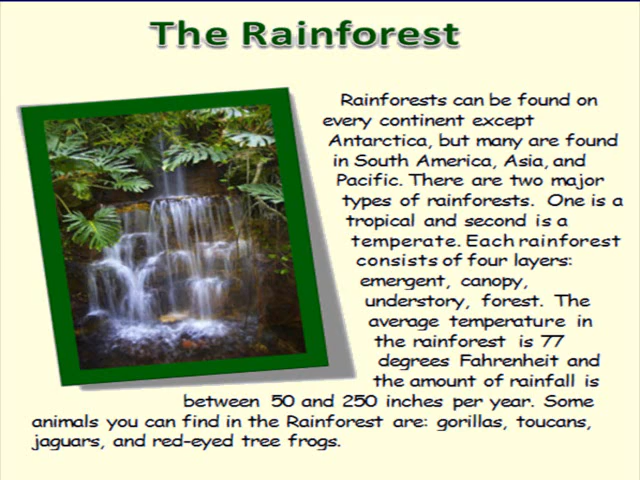 The Rainforest
Rainforests can be found on
every continent except
Antarctica, but many are found
in South America, Asia, and
Pacific. There are two major
types of rainforests. One is a
tropical and second is a
temperate. Each rainforest
consists of four layers:
emergent, canopy,
understory, forest. The
average temperature in
the rainforest is 77
degrees Fahrenheit and
the amount of rainfall is
between 50 and 250 inches per year. Some
animals you can find in the Rainforest are: gorillas, toucans,
jaguars, and red-eyed tree frogs.